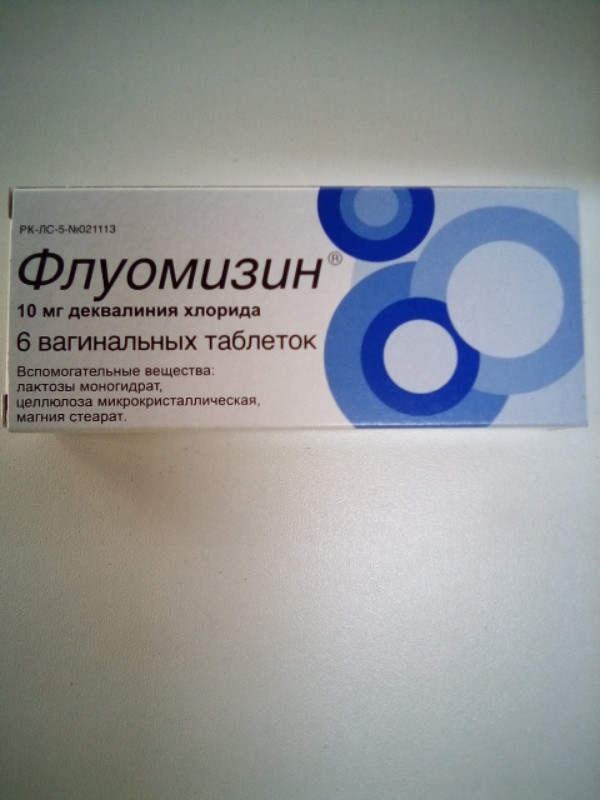 РК-ЛС-5-№021113
Флуомизин®
10 мг деквалиния хлорида
6 вагинальных таблеток
Вспомогательные вещества:
лактозы моногидрат,
целлюлоза микрокристаллическая,
магния стеарат.